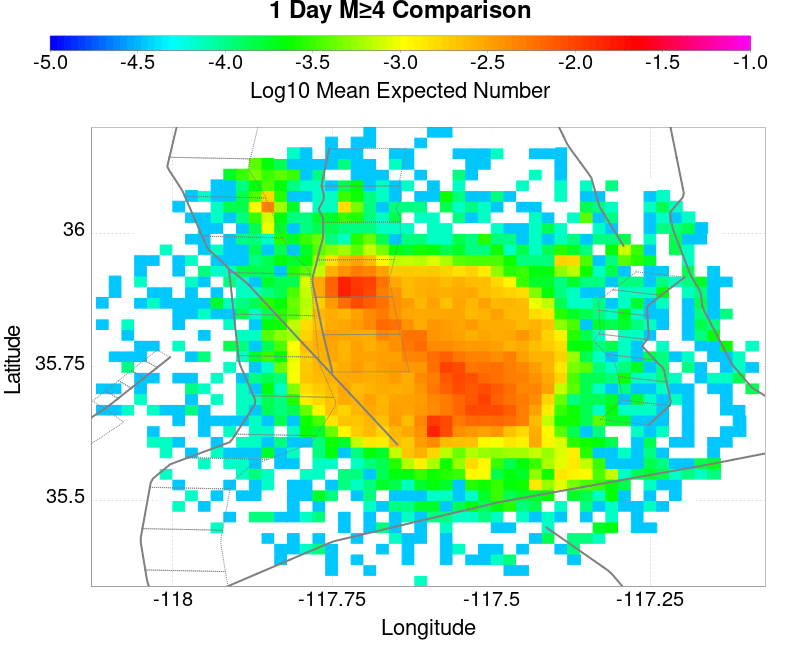 1 Day M≥4 Comparison
-5.0 -4.5 -4.0 -3.5 -3.0 -2.5 -2.0 -1.5 -1.0
Log10 Mean Expected Number
36
35.75
35.5
Latitude
-118 -117.75 -117.5 -117.25
Longitude